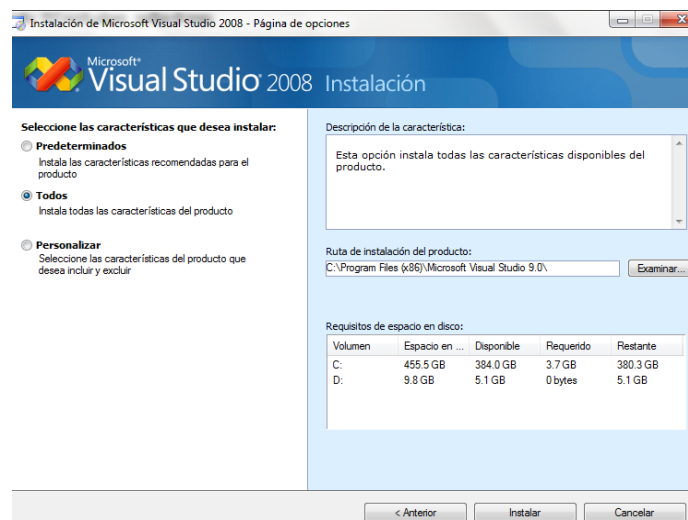 Instalación de Microsoft Visual Studio 2008 - Página de opciones
Microsoft®
Visual Studio® 2008 Instalación
Seleccione las características que desea instalar:
Predeterminados
Instala las características recomendadas para el
producto
Todos
Instala todas las características del producto
Personalizar
Seleccione las características del producto que
desea incluir y excluir
Descripción de la característica:
Esta opción instala todas las características disponibles del
producto.
Ruta de instalación del producto:
C:\Program Files (x86)\Microsoft Visual Studio 9.0\
Examinar...
Requisitos de espacio en disco:
Volumen Espacio en ... Disponible Requerido Restante
C: 455.5 GB 384.0 GB 3.7 GB 380.3 GB
D: 9.8 GB 5.1 GB 0 bytes 5.1 GB
< Anterior Instalar Cancelar